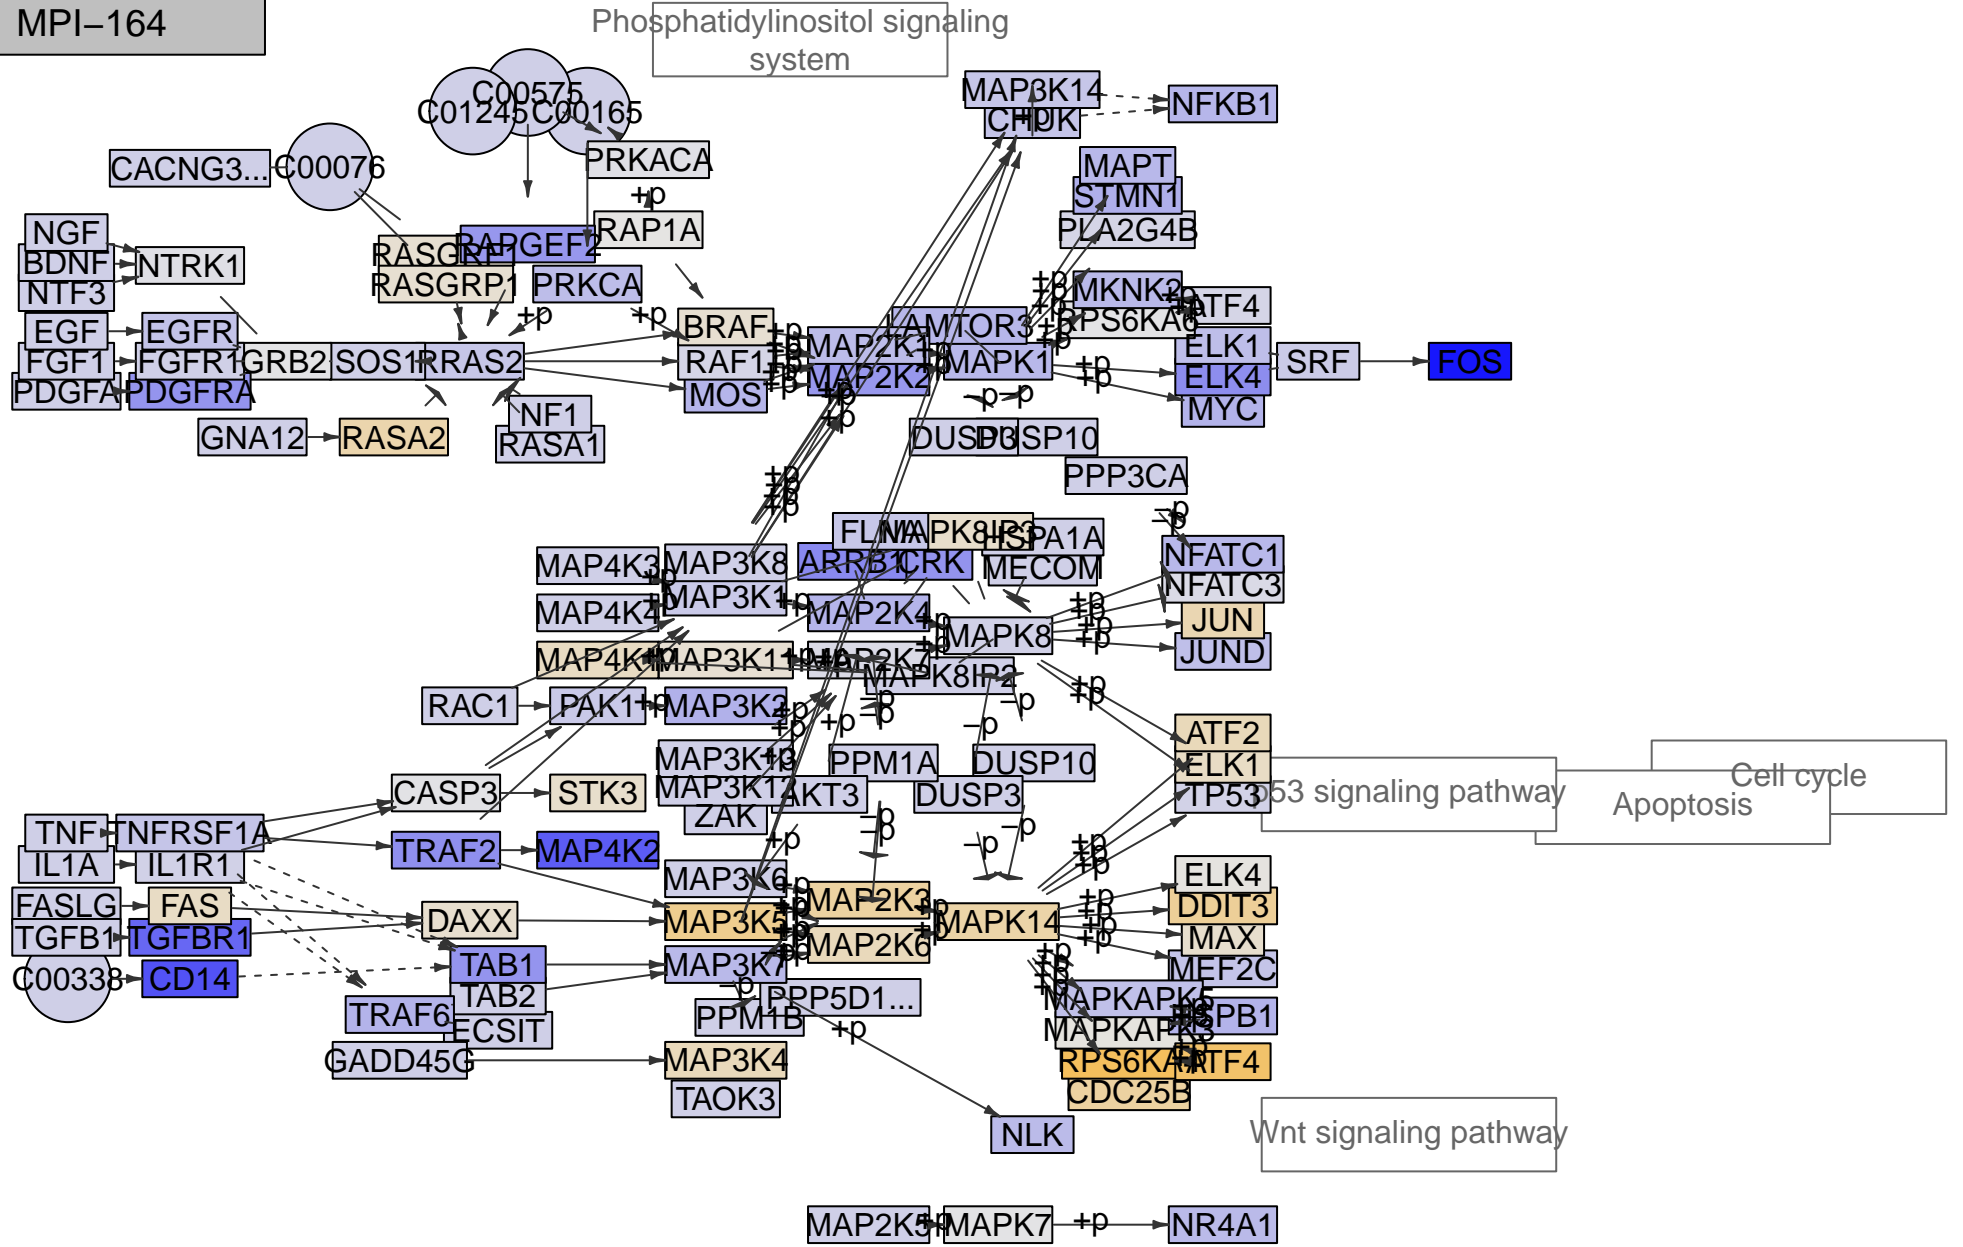 MPI−164
Phosphatidylinositol signaling
system
C00575
C01245
C00165
MAP3K14
CHUK
+p
NFKB1
CACNG3...
C00076
PRKACA
+p
RAP1A
MAPT
STMN1
PLA2G4B
NGF
BDNF
NTF3
NTRK1
RAPGEF2
RASGRP1
PRKCA
+p
+p
MKNK2
ATF4
EGF
EGFR
BRAF
LAMTOR3
RPS6KA6
FGF1
FGFR1
GRB2
SOS1
RRAS2
RAF1
MAP2K1
MAPK1
ELK1
SRF
FOS
PDGFA
PDGFRA
MOS
MAP2K2
ELK4
MYC
+p
+p
−p
−p
GNA12
RASA2
NF1
RASA1
DUSP3
DUSP10
PPP3CA
+p
−p
−p
FLNA
MAPK8IP3
HSPA1A
MAP4K3
MAP3K8
ARRB1
CRK
MECOM
NFATC1
NFATC3
MAP4K4
MAP3K1
+p
MAP2K4
+p
MAPK8
+p
+p
+p
JUN
JUND
MAP3K11
MAP2K7
MAPK8IP2
RAC1
PAK1
+p
MAP3K2
+p
+p
+p
−p
−p
−p
−p
+p
+p
ATF2
ELK1
TP53
MAP3K13
+p
MAP3K12
ZAK
AKT3
PPM1A
DUSP10
DUSP3
p53 signaling pathway
Cell cycle
Apoptosis
CASP3
STK3
TNF
TNFRSF1A
TRAF2
MAP4K2
IL1A
IL1R1
+p
−p
−p
−p
−p
+p
+p
+p
MAP3K6
ELK4
FASLG
FAS
DAXX
MAP3K5
MAP2K3
MAPK14
DDIT3
TGFB1
TGFBR1
MAP2K6
MAX
C00338
CD14
TAB1
TAB2
MAP3K7
MEF2C
TRAF6
ECSIT
−p
PPP5D1...
PPM1B
+p
MAPKAPK5
MAPKAPK3
HSPB1
GADD45G
MAP3K4
TAOK3
ATF4
CDC25B
NLK
Wnt signaling pathway
MAP2K5
+p
MAPK7
+p
NR4A1